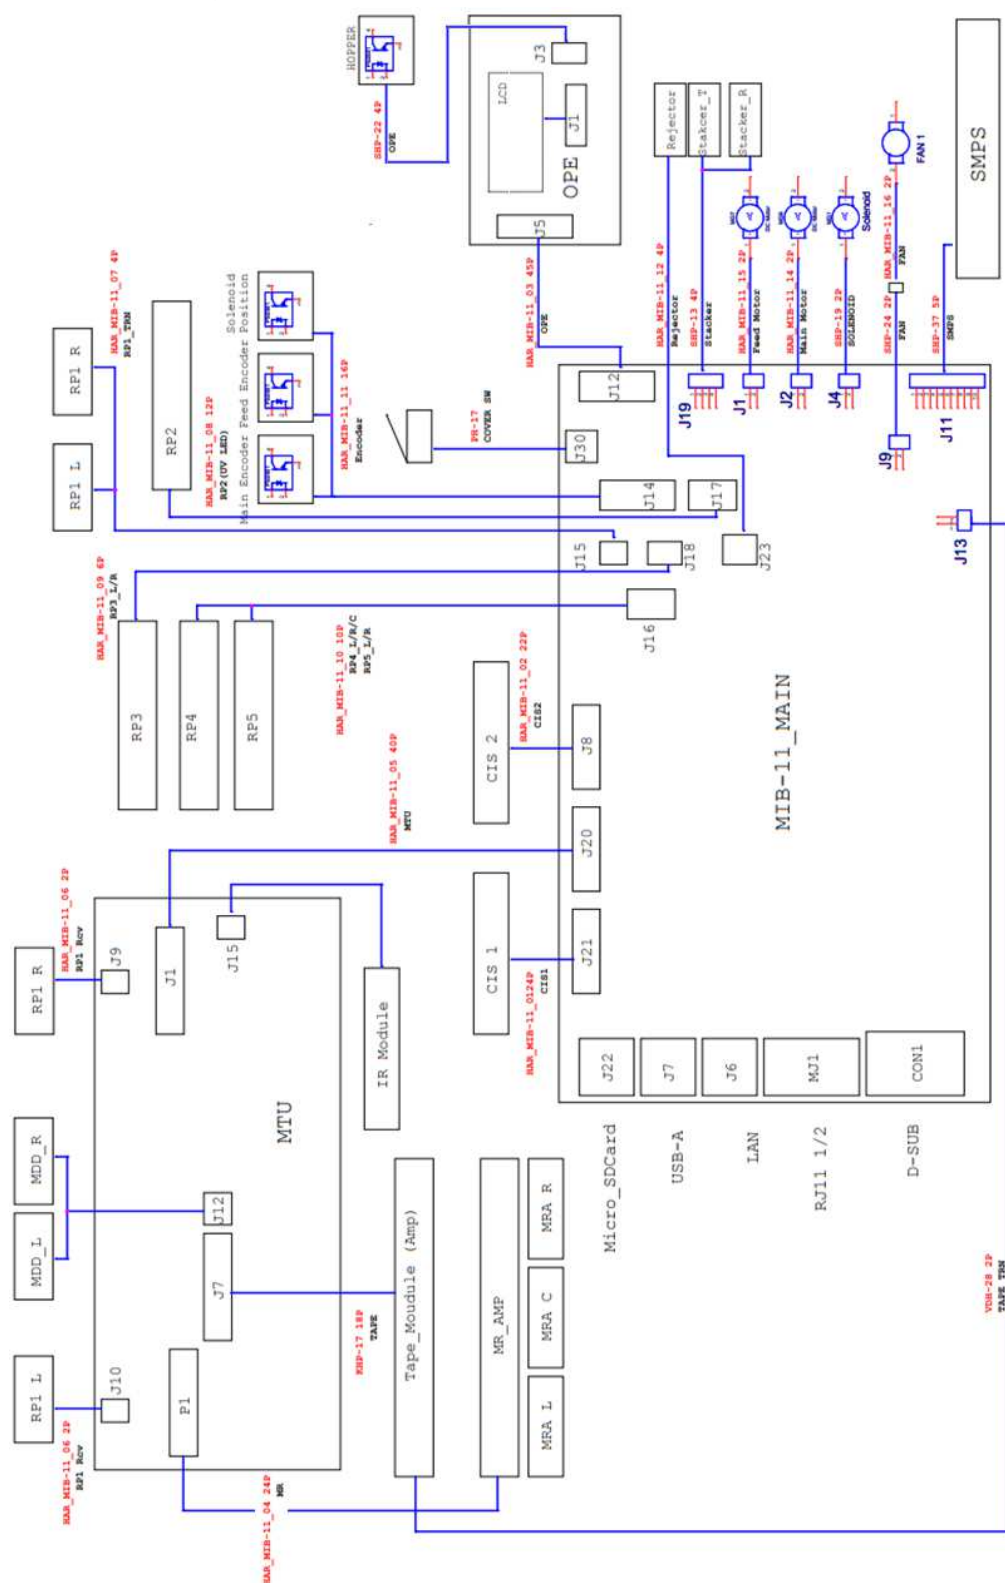 RP1 L
HAR_MIB-11_06 2P
RP1 Rcv
J10
MDD_L
MDD_R
RP1 R
HAR_MIB-11_06 2P
RP1 Rcv
J9
P1
J7
J12
J1
J15
MTU
HAR_MIB-11_04 24P
MR
KHP-17 18P
TAPE
IR Module
Tape_Moudule (Amp)
MR_AMP
MRA L
MRA C
MRA R
HAR_MIB-11_05 40P
MTU
HAR_MIB-11_09 6P
RP3_L/R
RP3
RP4
RP5
HAR_MIB-11_10 10P
RP4_L/R/C
RP5_L/R
RP1 L
RP1 R
HAR_MIB-11_07 4P
RP1_TRN
RP2
HAR_MIB-11_08 12P
RP2(UV LED)
Main Encoder
Feed Encoder
Solenoid
Position
HAR_MIB-11_11 16P
Encoder
PH-17
COVER SW
HOPPER
SHP-22 4P
OPE
LCD
J3
J1
OPE
J5
HAR_MIB-11_03 45P
OPE
CIS 1
HAR_MIB-11_0124P
CIS1
CIS 2
HAR_MIB-11_02 22P
CIS2
J21
J20
J8
J16
J15
J18
J23
J14
J17
J30
J12
MIB-11_MAIN
J22
J7
J6
MJ1
CON1
Micro_SDCard
USB-A
LAN
RJ11 1/2
D-SUB
Rejector
Stakcer_T
Stacker_R
HAR_MIB-11_12 4P
Rejector
SHP-13 4P
Stacker
J19
HAR_MIB-11_15 2P
Feed Motor
J1
HAR_MIB-11_14 2P
Main Motor
J2
SHP-19 2P
SOLENOID
J4
Solenoid
SHP-24 2P
FAN
HAR_MIB-11_16 2P
FAN
FAN 1
J9
SHP-37 5P
SMPS
J11
SMPS
J13
VDH-28 2P
TAPE TRN